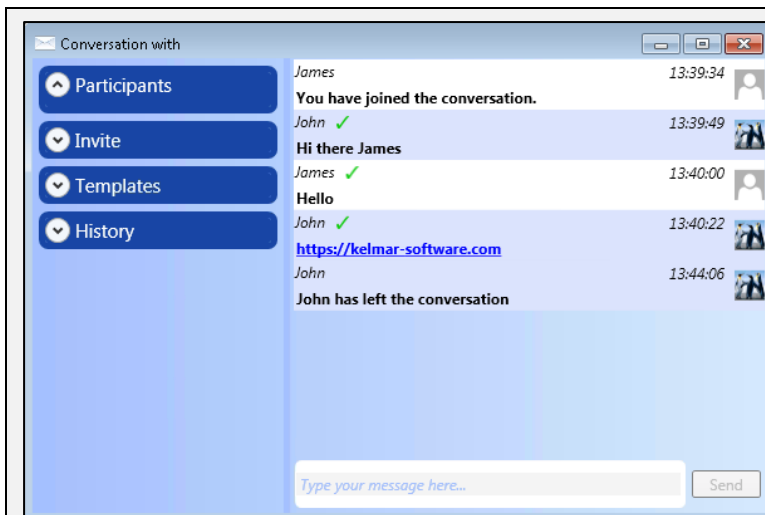 Conversation with
Participants
Invite
Templates
History
James 13:39:34
You have joined the conversation.
John 13:39:49
Hi there James
James 13:40:00
Hello
John 13:40:22
https://kelmar-software.com
John 13:44:06
John has left the conversation
Type your message here...
Send